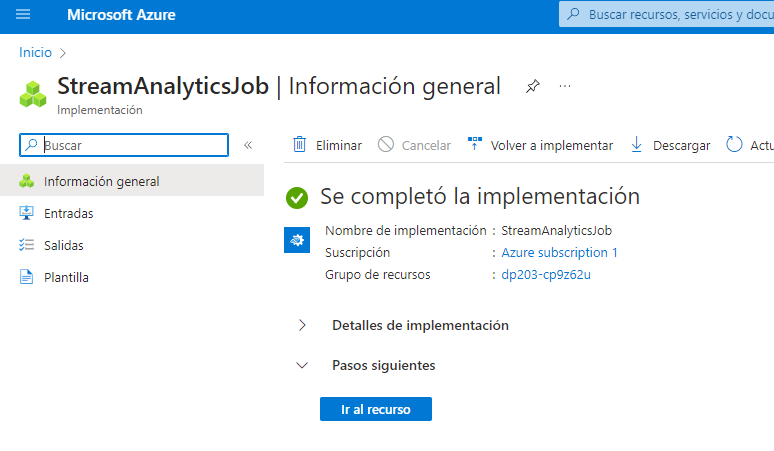 Microsoft Azure
Buscar recursos, servicios y docu
Inicio
StreamAnalyticsJob | Información general
Implementación
Buscar
Eliminar
Cancelar
Volver a implementar
Descargar
Actu
Información general
Entradas
Salidas
Plantilla
Se completó la implementación
Nombre de implementación : StreamAnalyticsJob
Suscripción : Azure subscription 1
Grupo de recursos : dp203-cp9z62u
Detalles de implementación
Pasos siguientes
Ir al recurso